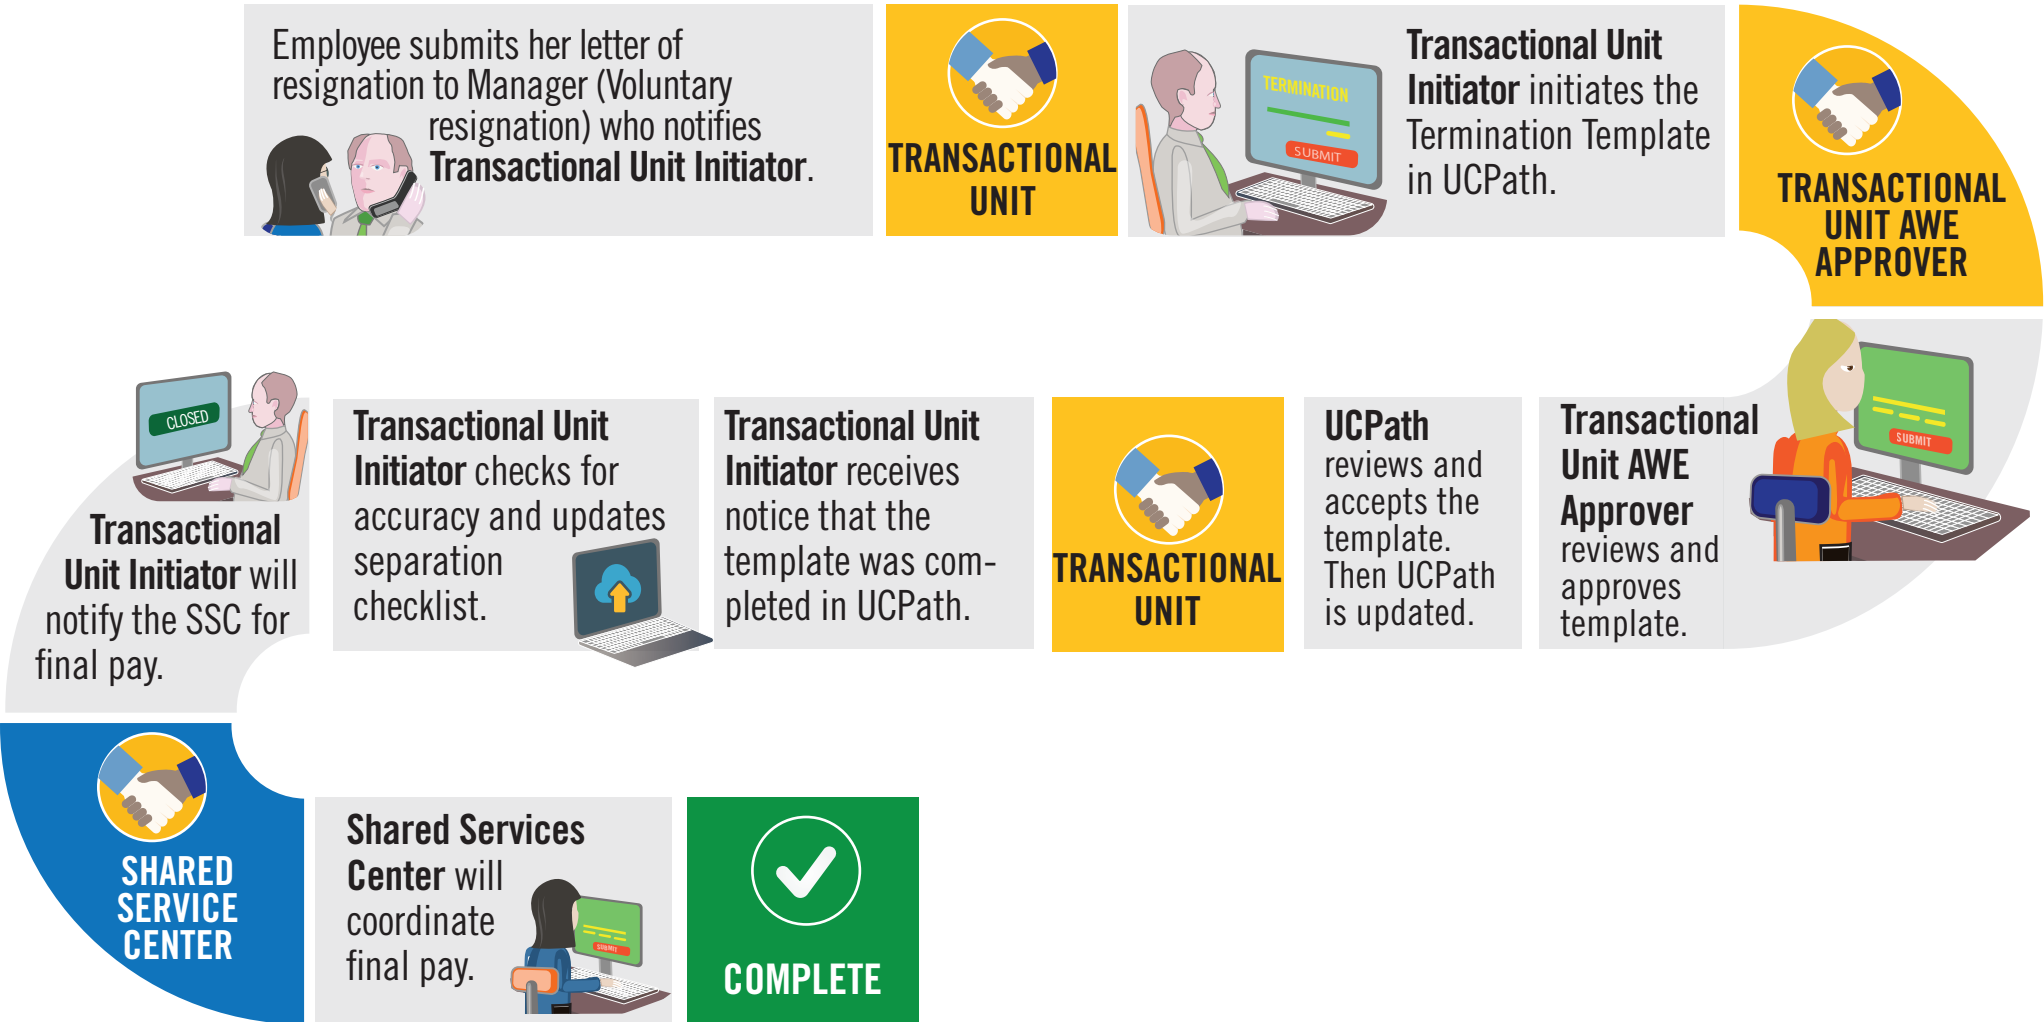 Employee submits her letter of
resignation to Manager (Voluntary
resignation) who notifies
Transactional Unit Initiator.
TRANSACTIONAL
UNIT
TERMINATION
SUBMIT
Transactional Unit
Initiator initiates the
Termination Template
in UCPath.
TRANSACTIONAL
UNIT AWE
APPROVER
SUBMIT
Transactional
Unit AWE
Approver
reviews and
approves
template.
UCPath
reviews and
accepts the
template.
Then UCPath
is updated.
TRANSACTIONAL
UNIT
Transactional Unit
Initiator receives
notice that the
template was com-
pleted in UCPath.
Transactional Unit
Initiator checks for
accuracy and updates
separation
checklist.
CLOSED
Transactional
Unit Initiator will
notify the SSC for
final pay.
SHARED
SERVICE
CENTER
Shared Services
Center will
coordinate
final pay.
SUBMIT
COMPLETE